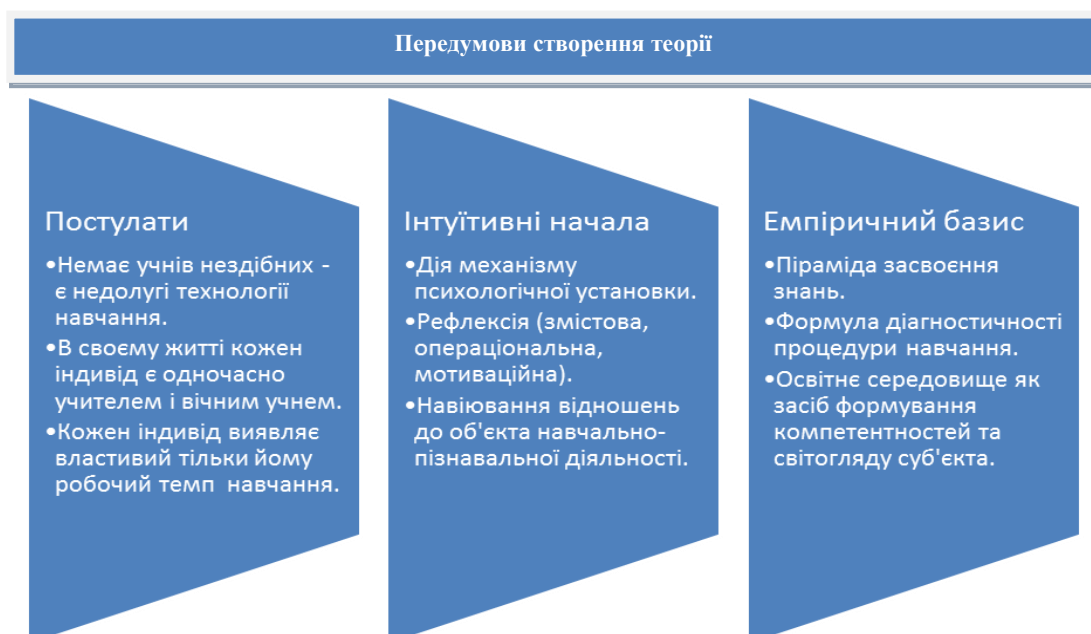 Передумови створення теорії
Постулати
•Немає учнів нездібних -
є недолугі технології
навчання.
•В своєму житті кожен
індивід є одночасно
учителем і вічним учнем.
•Кожен індивід виявляє
властивий тільки йому
робочий темп навчання.
Інтуїтивні начала
•Дія механізму
психологічної установки.
•Рефлексія (змістова,
операціональна,
мотиваційна).
•Навіювання відношень
до об'єкта навчально-
пізнавальної діяльності.
Емпіричний базис
•Піраміда засвоєння
знань.
•Формула діагностичності
процедури навчання.
•Освітнє середовище як
засіб формування
компетентностей та
світогляду суб'єкта.